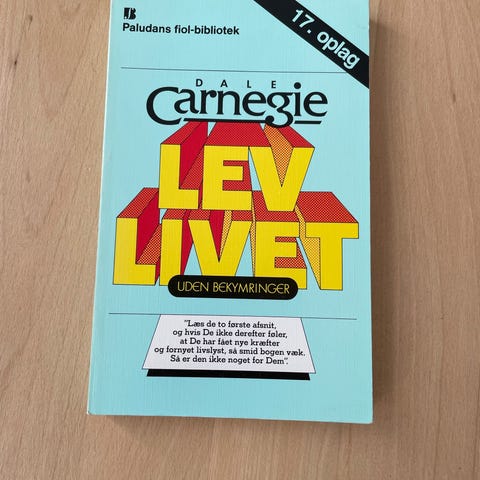 Paludans fiol-bibliotek
17. oplag
DALE
Carnegie
LEV
LIVET
UDEN BEKYMRINGER
"Læs de to første afsnit,
og hvis De ikke derefter føler,
at De har fået nye kræfter
og fornyet livslyst, så smid bogen væk.
Så er den ikke noget for Dem".